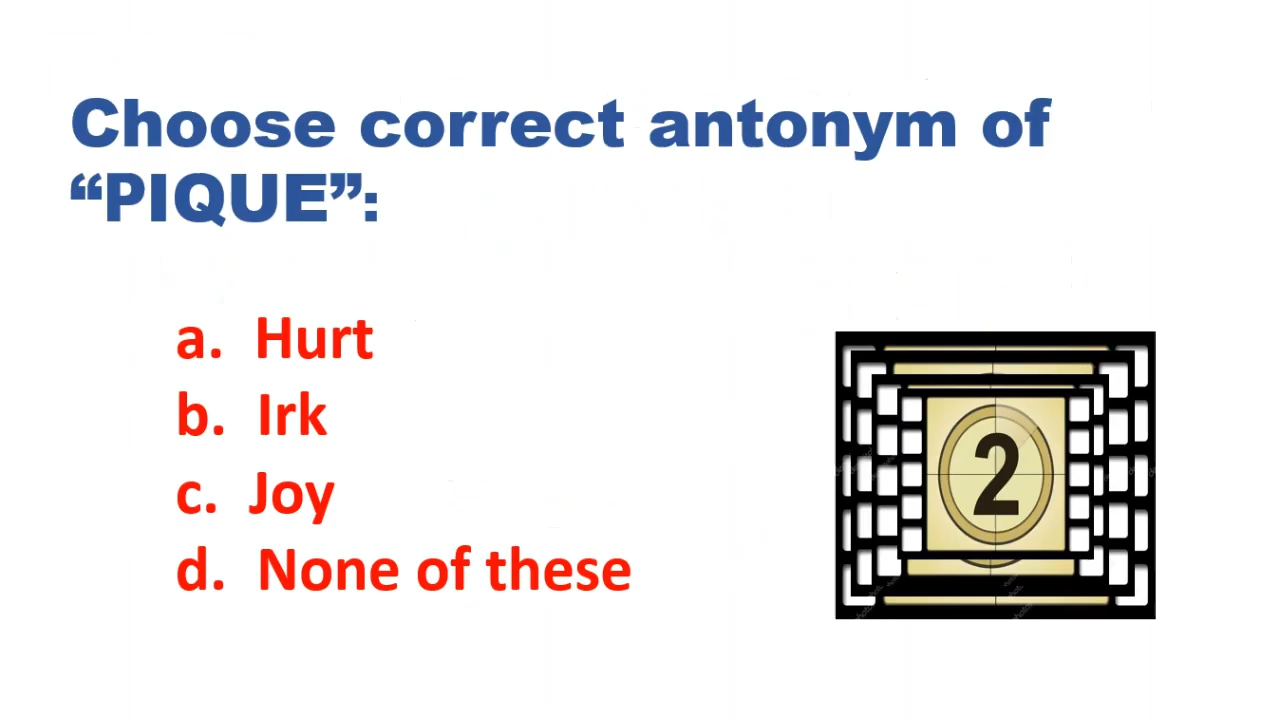 Choose correct antonym of
“PIQUE”:
a. Hurt
b. Irk
c. Joy
d. None of these
2